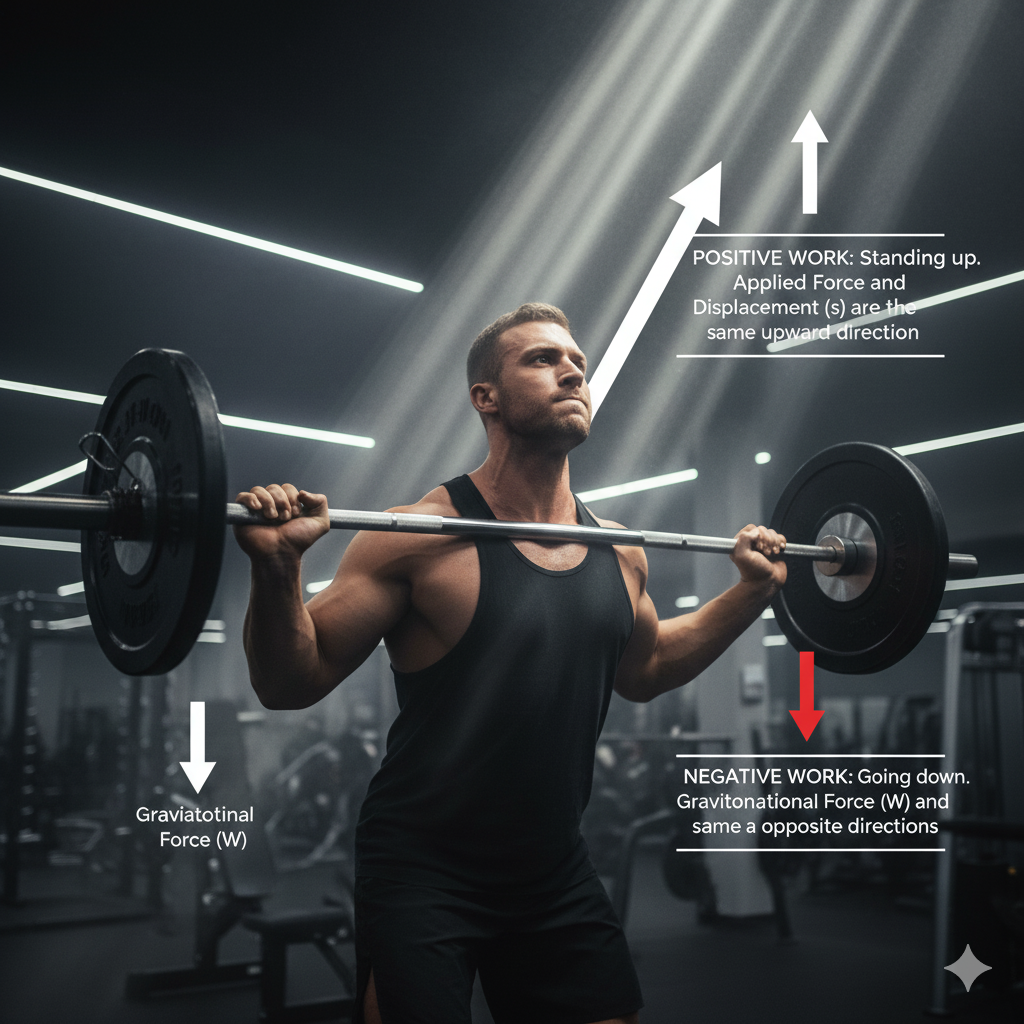 POSITIVE WORK: Standing up.
Applied Force and
Displacement (s) are the
same upward direction
Graviatotinal
Force (W)
NEGATIVE WORK: Going down.
Gravitonational Force (W) and
same a opposite directions